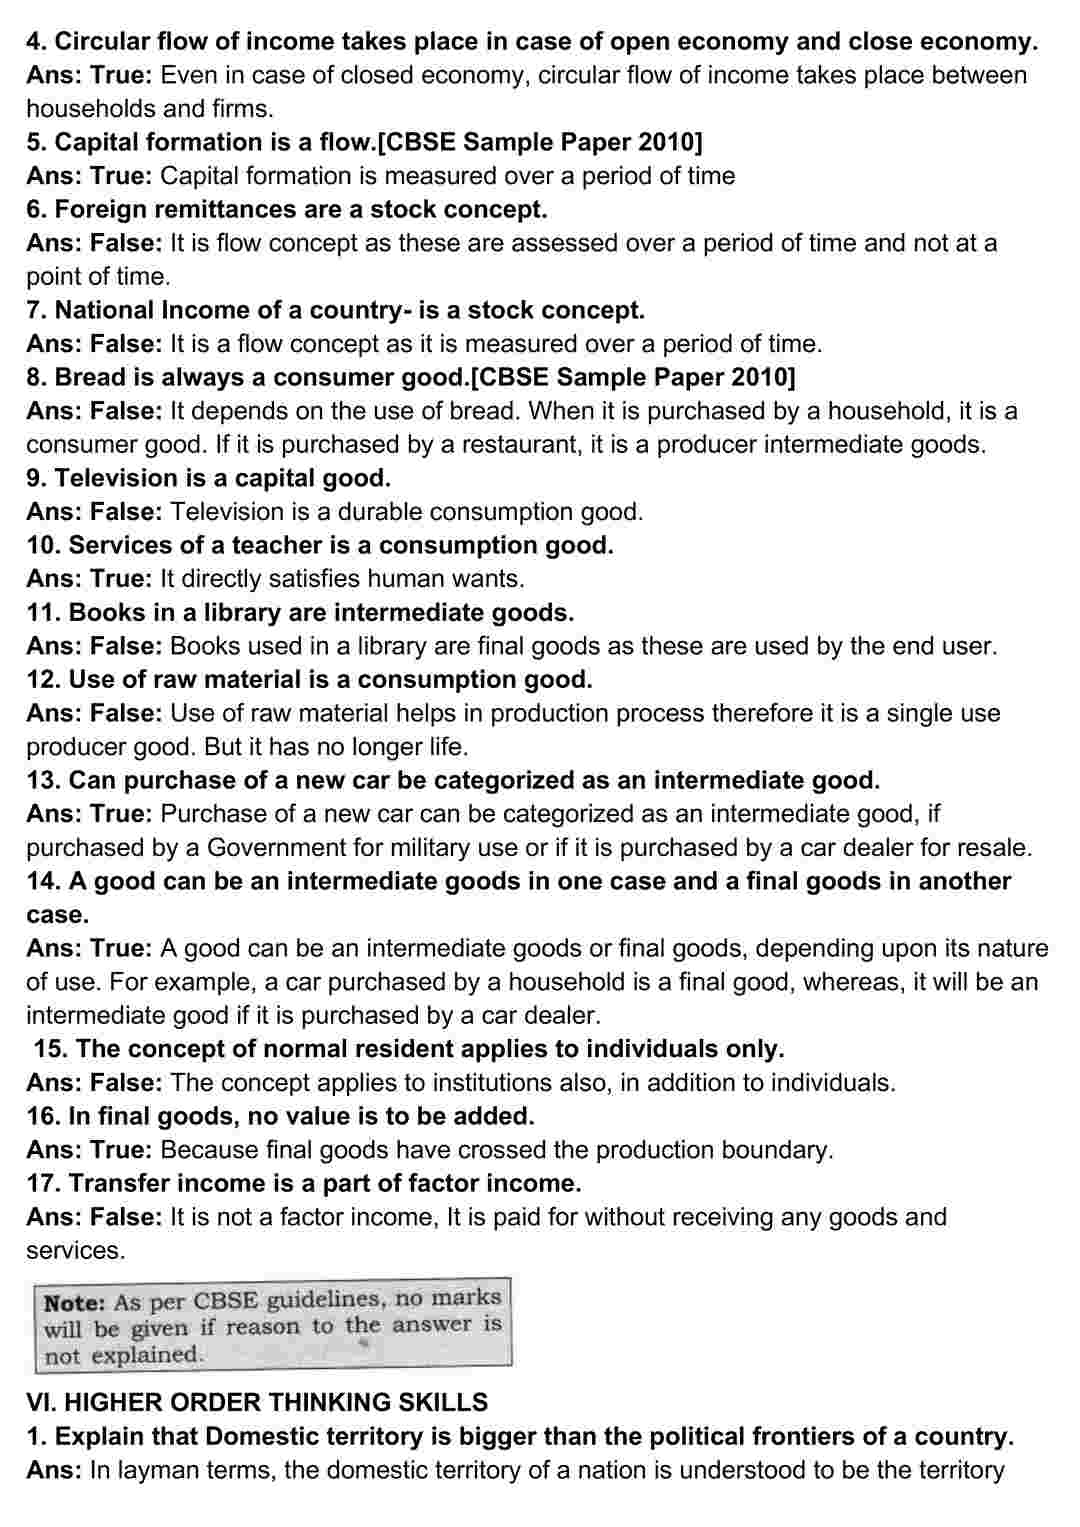 4. Circular flow of income takes place in case of open economy and close economy.
Ans: True: Even in case of closed economy, circular flow of income takes place between
households and firms.
5. Capital formation is a flow.[CBSE Sample Paper 2010]
Ans: True: Capital formation is measured over a period of time
6. Foreign remittances are a stock concept.
Ans: False: It is flow concept as these are assessed over a period of time and not at a
point of time.
7. National Income of a country- is a stock concept.
Ans: False: It is a flow concept as it is measured over a period of time.
8. Bread is always a consumer good.[CBSE Sample Paper 2010]
Ans: False: It depends on the use of bread. When it is purchased by a household, it is a
consumer good. If it is purchased by a restaurant, it is a producer intermediate goods.
9. Television is a capital good.
Ans: False: Television is a durable consumption good.
10. Services of a teacher is a consumption good.
Ans: True: It directly satisfies human wants.
11. Books in a library are intermediate goods.
Ans: False: Books used in a library are final goods as these are used by the end user.
12. Use of raw material is a consumption good.
Ans: False: Use of raw material helps in production process therefore it is a single use
producer good. But it has no longer life.
13. Can purchase of a new car be categorized as an intermediate good.
Ans: True: Purchase of a new car can be categorized as an intermediate good, if
purchased by a Government for military use or if it is purchased by a car dealer for resale.
14. A good can be an intermediate goods in one case and a final goods in another
case.
Ans: True: A good can be an intermediate goods or final goods, depending upon its nature
of use. For example, a car purchased by a household is a final good, whereas, it will be an
intermediate good if it is purchased by a car dealer.
15. The concept of normal resident applies to individuals only.
Ans: False: The concept applies to institutions also, in addition to individuals.
16. In final goods, no value is to be added.
Ans: True: Because final goods have crossed the production boundary.
17. Transfer income is a part of factor income.
Ans: False: It is not a factor income, It is paid for without receiving any goods and
services.
Note: As per CBSE guidelines, no marks
will be given if reason to the answer is
not explained.
VI. HIGHER ORDER THINKING SKILLS
1. Explain that Domestic territory is bigger than the political frontiers of a country.
Ans: In layman terms, the domestic territory of a nation is understood to be the territory